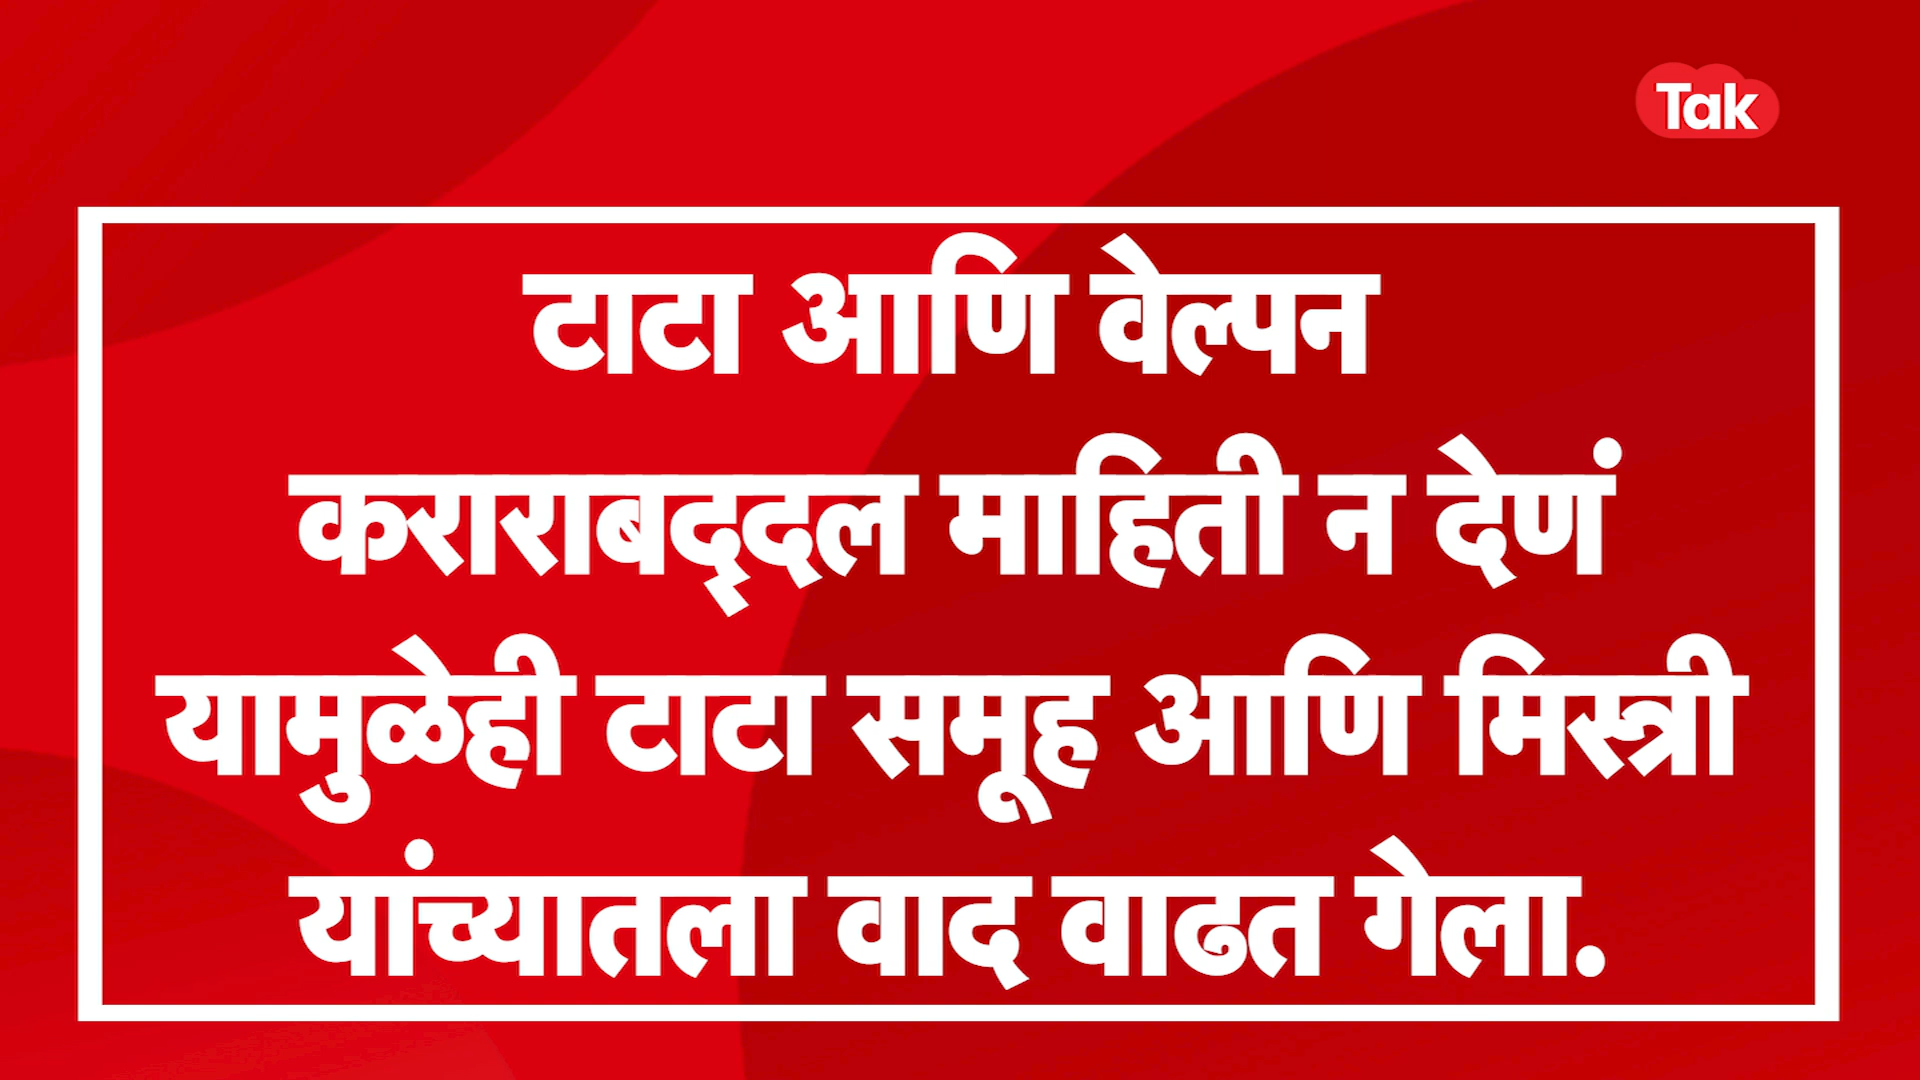 Tak
टाटा आणि वेल्पन
कराराबद्दल माहिती न देणं
यामुळेही टाटा समूह आणि मिस्त्री
यांच्यातला वाद वाढत गेला.